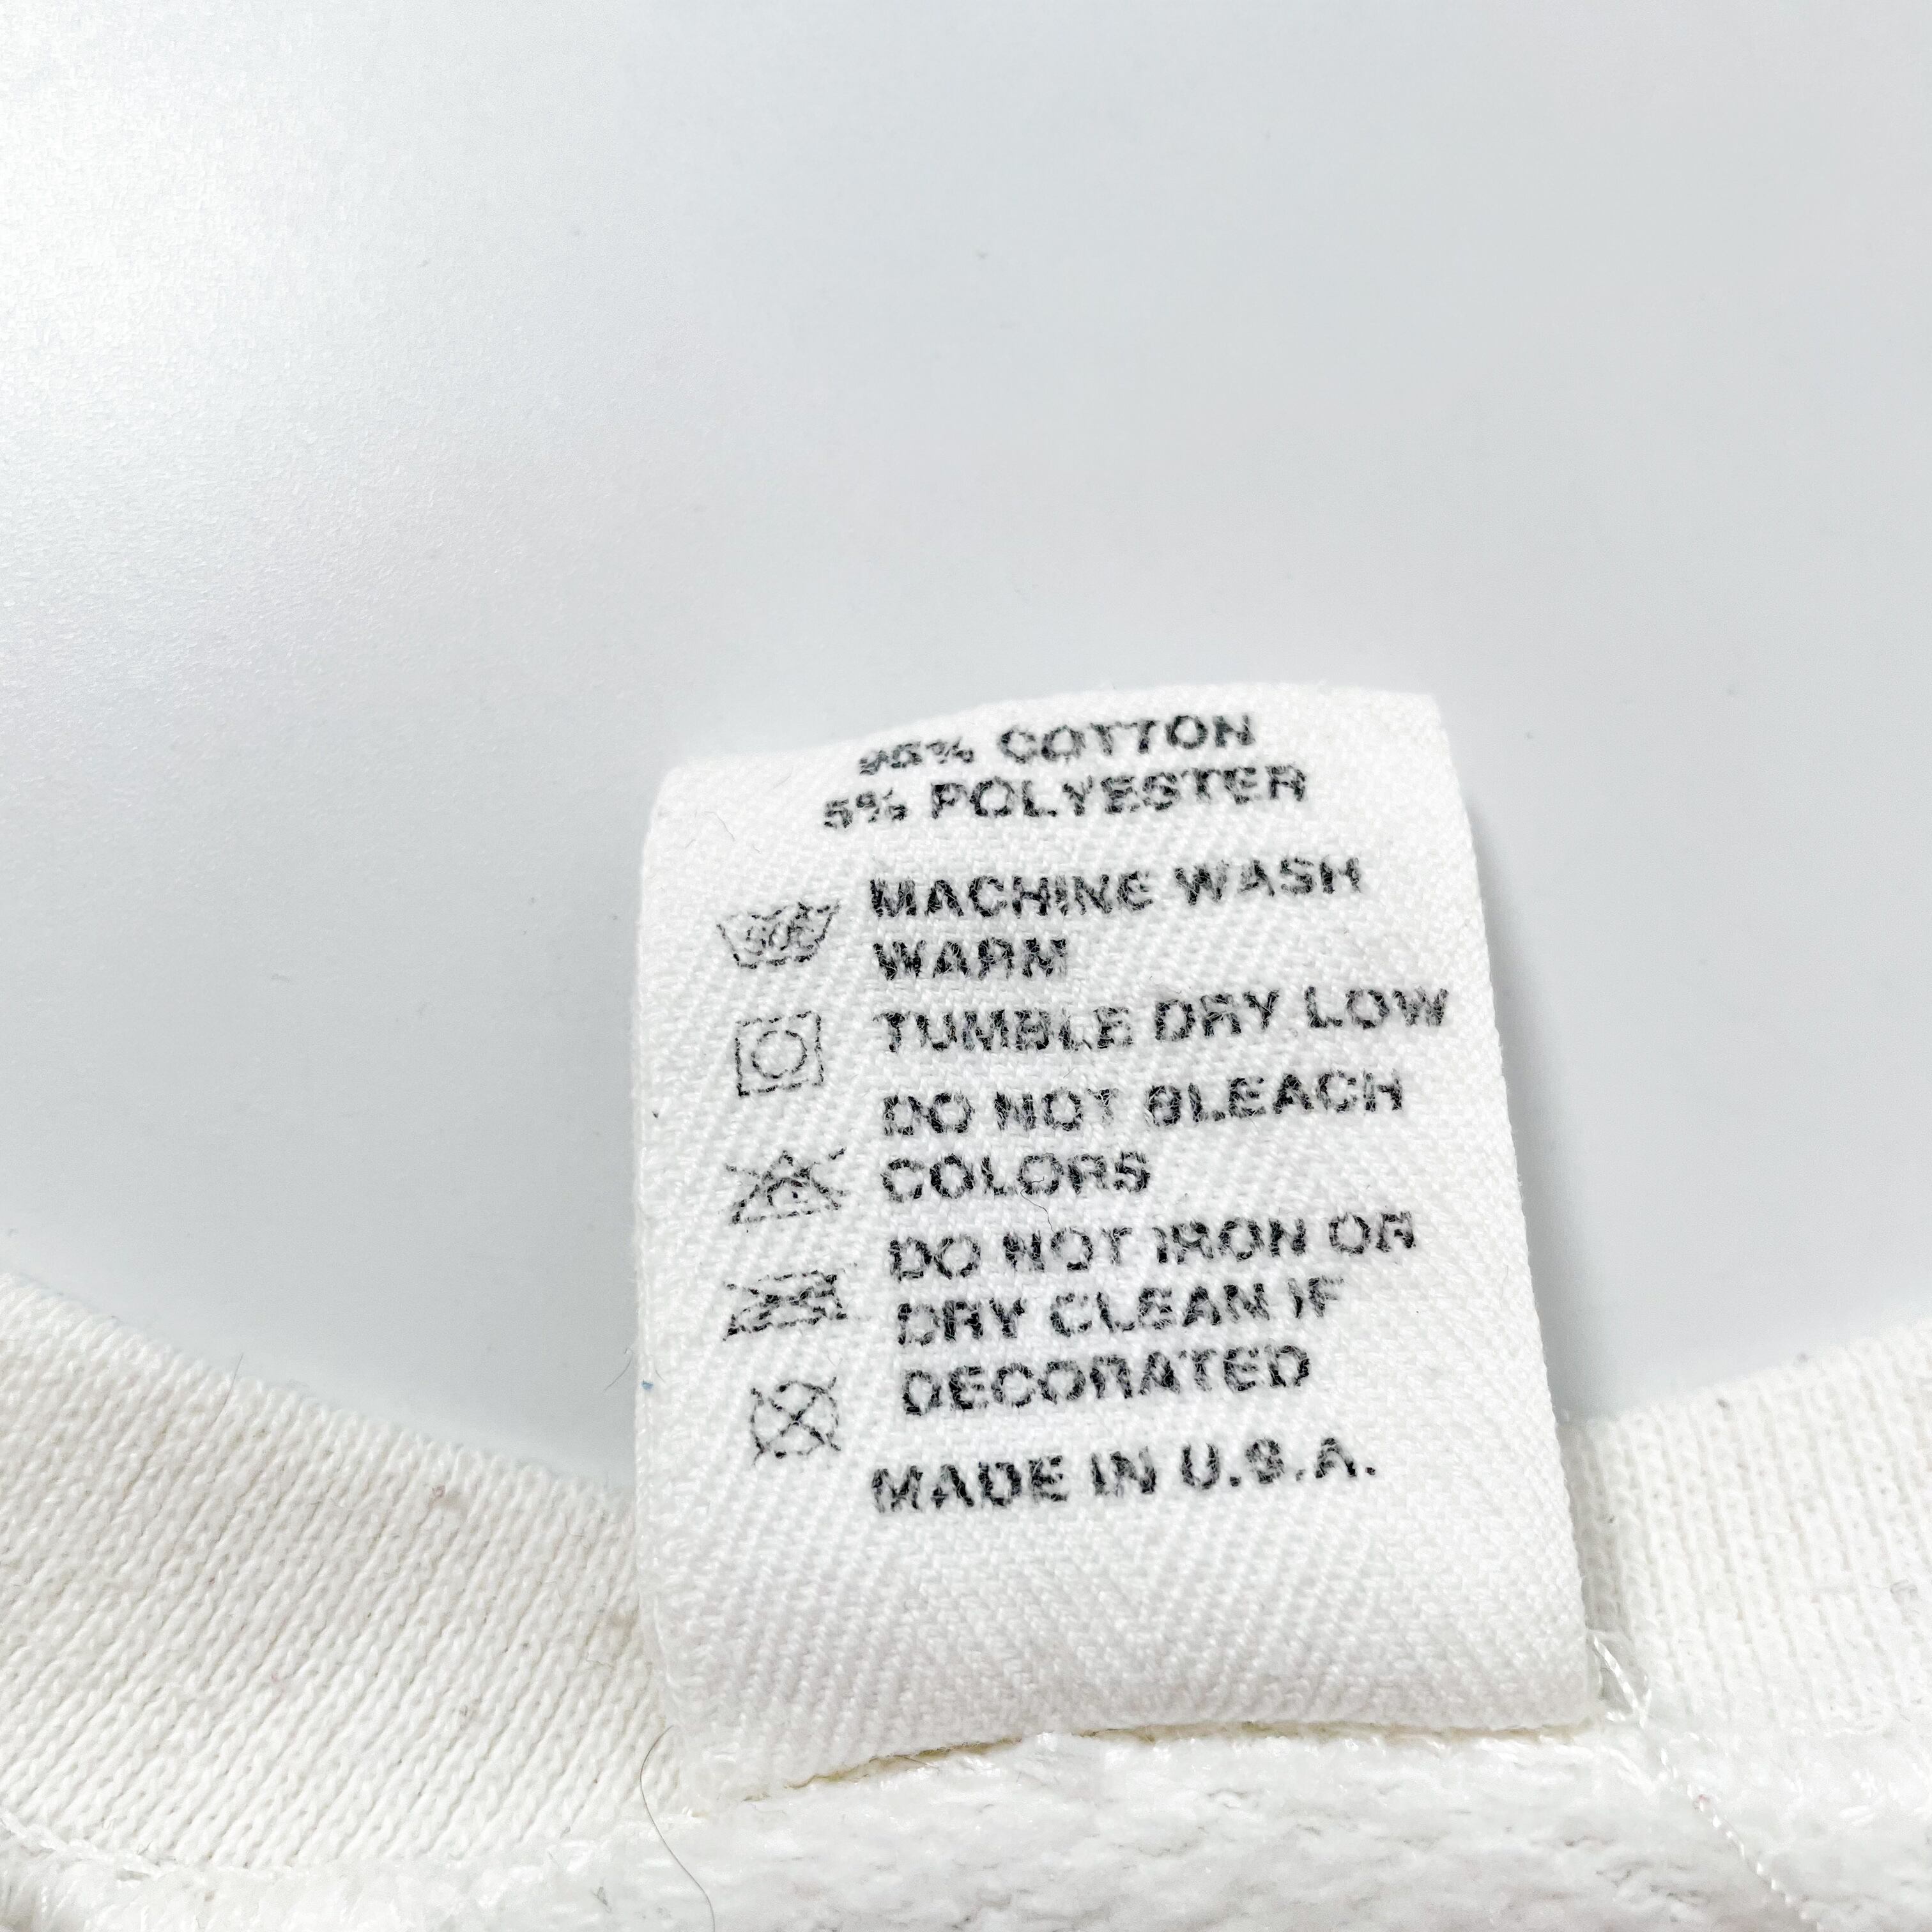 95% COTTON
5% POLYESTER
MACHINE WASH
WARM
TUMBLE DRY LOW
DO NOT BLEACH
COLORS
DO NOT IRON OR
DRY CLEAN IF
DECORATED
MADE IN U.S.A.